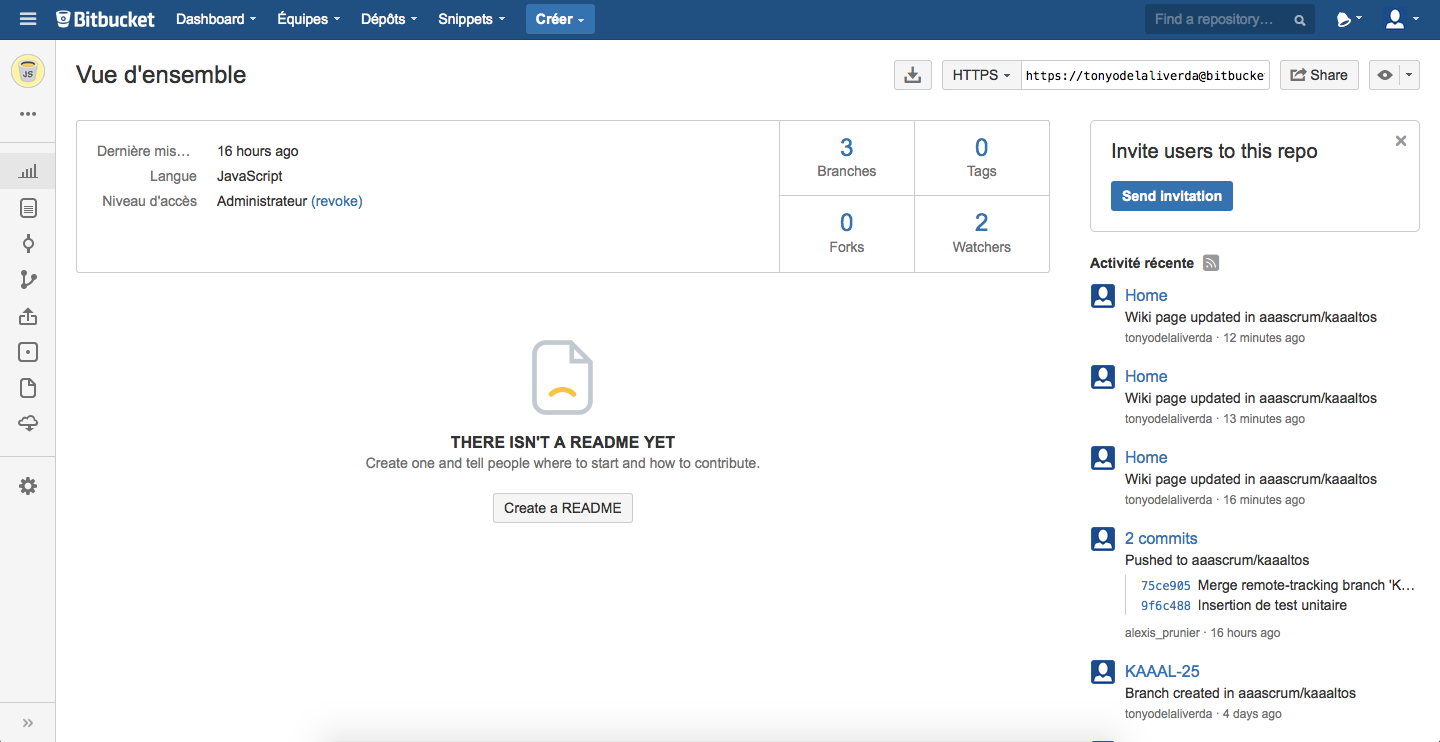 Bitbucket Dashboard Équipes Dépôts Snippets Créer Find a repository...
JS
Vue d'ensemble
HTTPS https://tonyodelaliverda@bitbucke Share
Dernière mis... 16 hours ago
Langue JavaScript
Niveau d'accès Administrateur (revoke)
3
Branches
0
Tags
0
Forks
2
Watchers
THERE ISN'T A README YET
Create one and tell people where to start and how to contribute.
Create a README
Invite users to this repo
Send invitation
Activité récente
Home
Wiki page updated in aaascrum/kaaaltos
tonyodelaliverda · 12 minutes ago
Home
Wiki page updated in aaascrum/kaaaltos
tonyodelaliverda · 13 minutes ago
Home
Wiki page updated in aaascrum/kaaaltos
tonyodelaliverda · 16 minutes ago
2 commits
Pushed to aaascrum/kaaaltos
75ce905 Merge remote-tracking branch 'K...
9f6c488 Insertion de test unitaire
alexis_prunier · 16 hours ago
KAAAL-25
Branch created in aaascrum/kaaaltos
tonyodelaliverda · 4 days ago